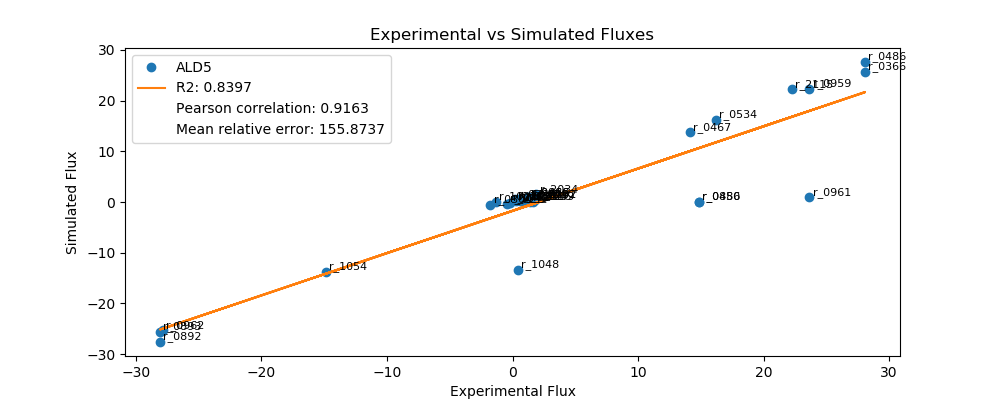 Experimental vs Simulated Fluxes
ALD5
R2: 0.8397
Pearson correlation: 0.9163
Mean relative error: 155.8737
r_0486
r_0366
r_0959
r_0534
r_0467
r_2034
r_0961
r_1048
r_1054
r_0962
r_0892
30
20
10
0
−10
−20
−30
Simulated Flux
−30
−20
−10
0
10
20
30
Experimental Flux